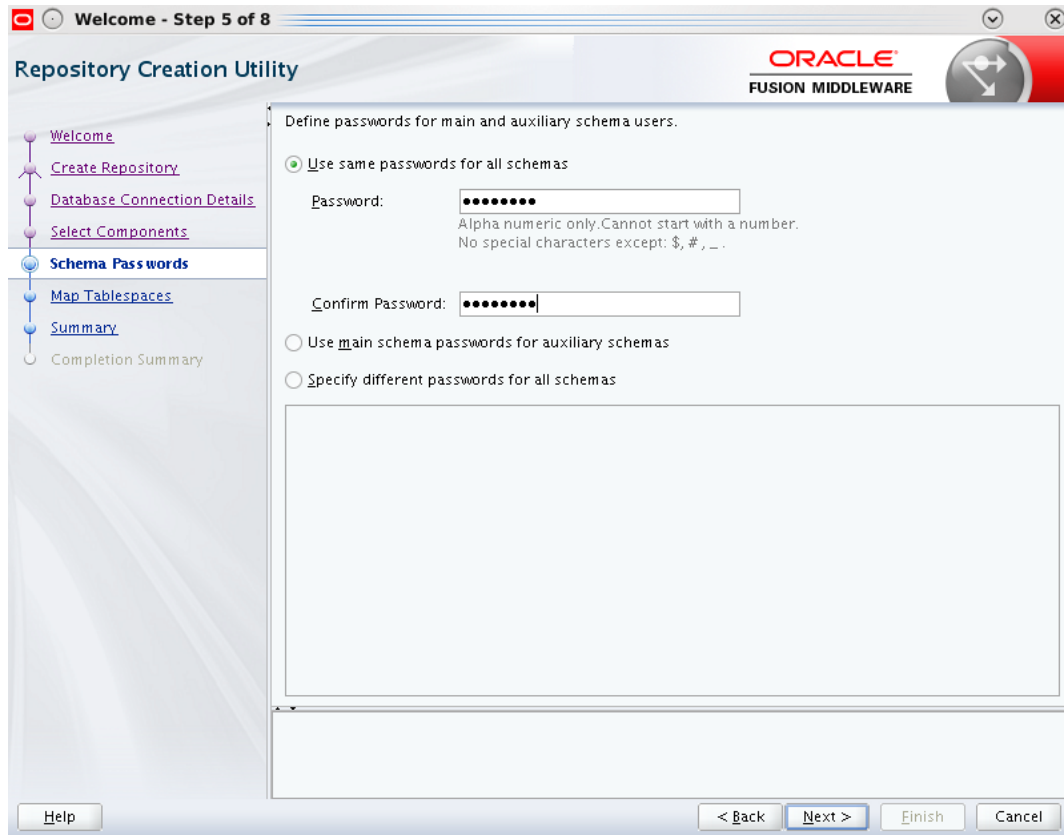 Welcome - Step 5 of 8
Repository Creation Utility
ORACLE
FUSION MIDDLEWARE
Welcome
Create Repository
Database Connection Details
Select Components
Schema Passwords
Map Tablespaces
Summary
Completion Summary
Define passwords for main and auxiliary schema users.
Use same passwords for all schemas
Password: ●●●●●●●●
Alpha numeric only.Cannot start with a number.
No special characters except: $, # , _ .
Confirm Password: ●●●●●●●●
Use main schema passwords for auxiliary schemas
Specify different passwords for all schemas
Help
< Back
Next >
Finish
Cancel